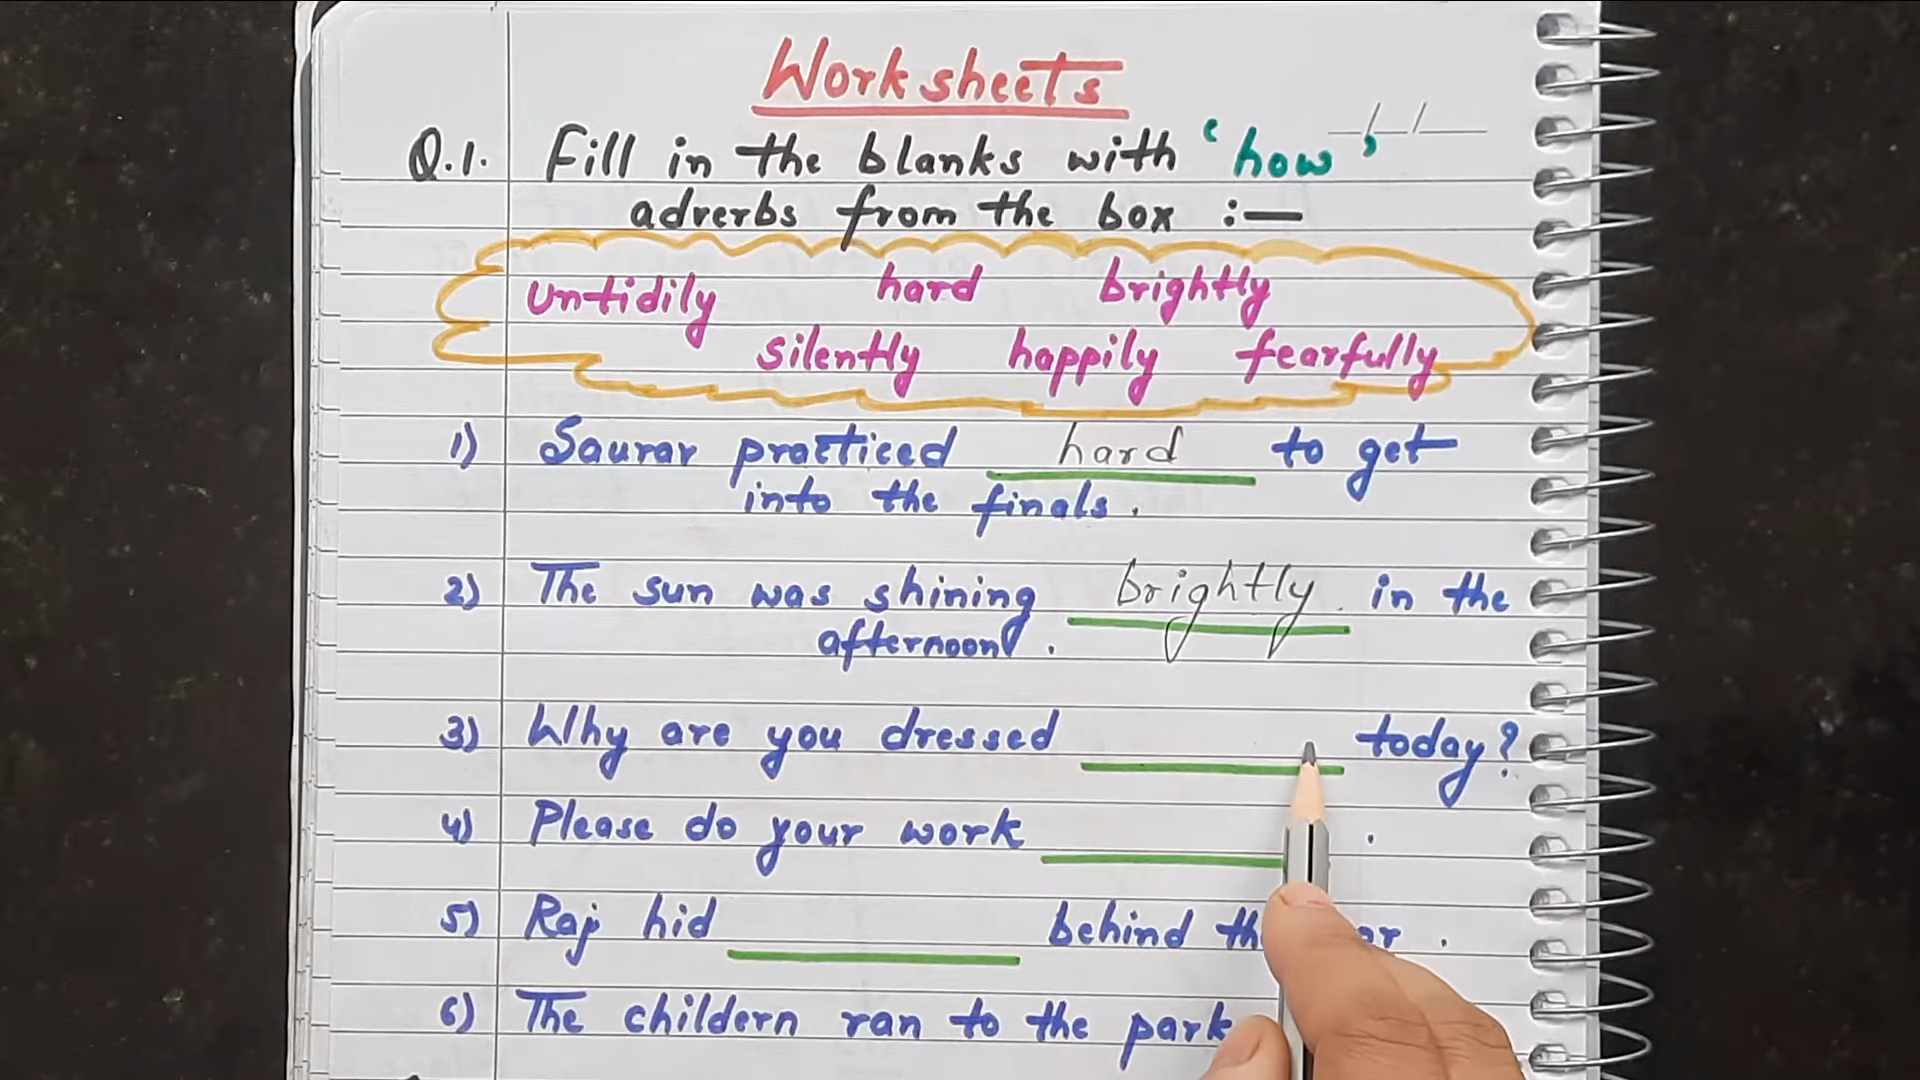 Worksheets
Q.1. Fill in the blanks with 'how'
adverbs from the box :—
untidily hard brightly
silently happily fearfully
1) Saurav practiced hard to get
into the finals.
2) The sun was shining brightly in the
afternoon.
3) Why are you dressed today?
4) Please do your work .
5) Raj hid behind .
6) The childern ran to the park